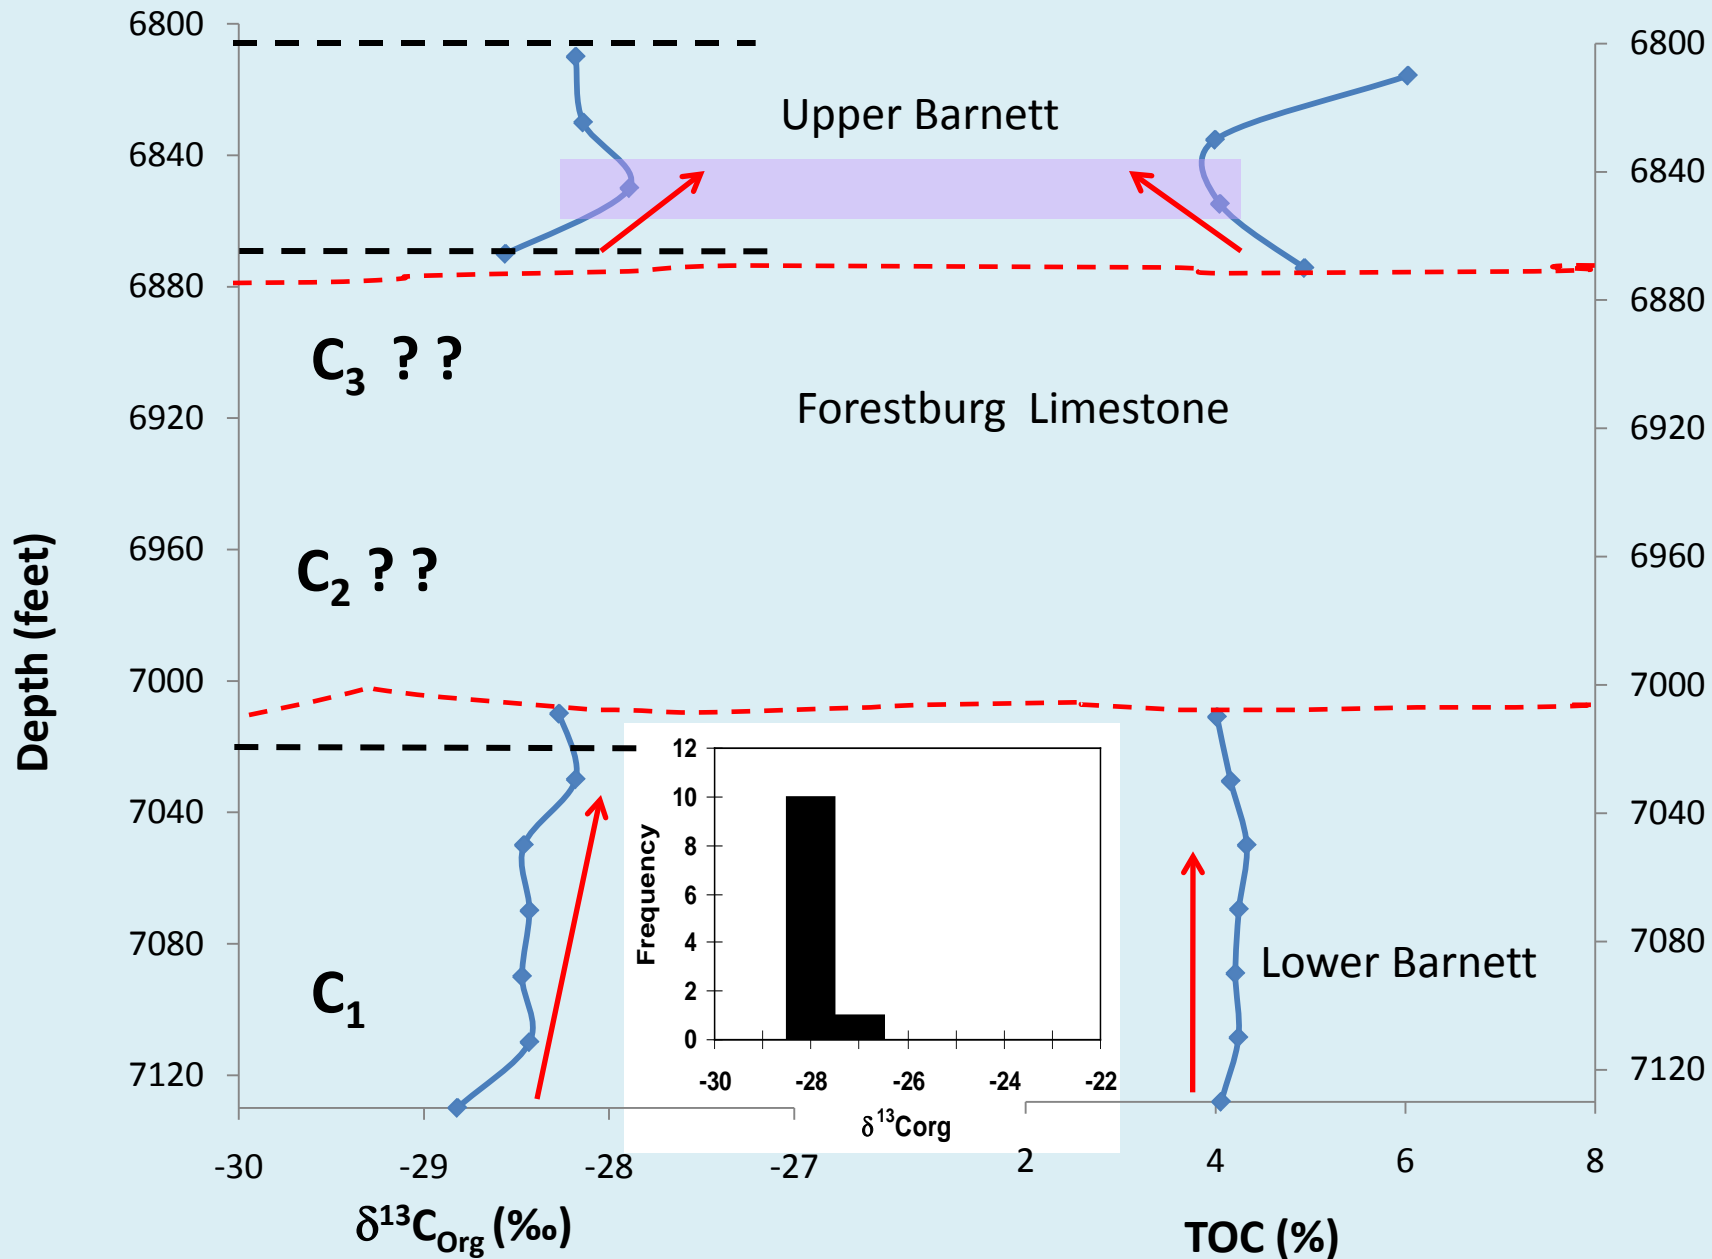 6800
6840
6880
6920
6960
7000
7040
7080
7120
Depth (feet)
-30 -29 -28 -27
δ¹³C_Org (‰)
Upper Barnett
C₃ ? ?
Forestburg Limestone
C₂ ? ?
C₁
Lower Barnett
12
10
8
6
4
2
0
Frequency
-30 -28 -26 -24 -22
δ¹³Corg
6800
6840
6880
6920
6960
7000
7040
7080
7120
2 4 6 8
TOC (%)